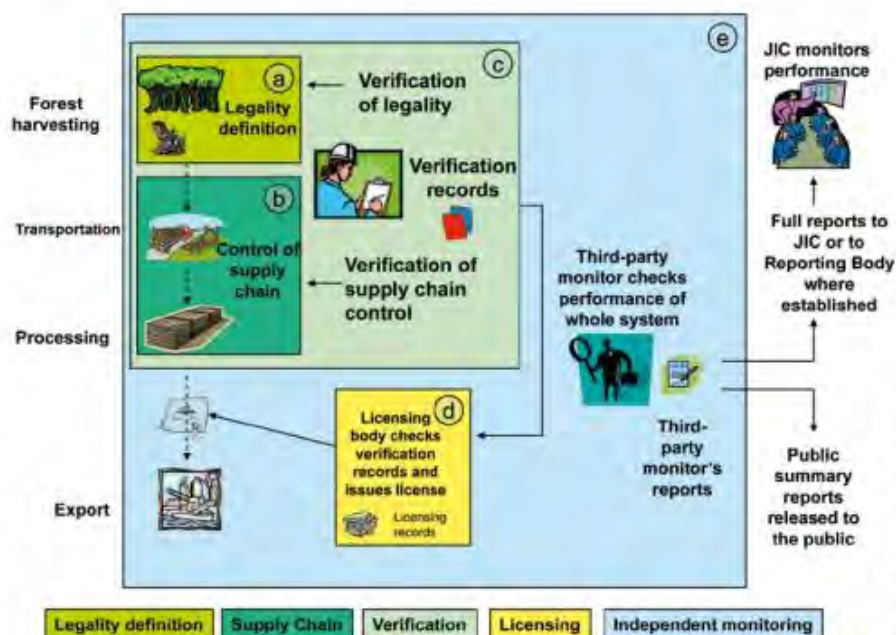 Forest
harvesting
Transportation
Processing
Export
a
Legality
definition
b
Control of
supply
chain
c
Verification
of legality
Verification
records
Verification of
supply chain
control
d
Licensing
body checks
verification
records and
issues license
Licensing
records
e
Third-party
monitor checks
performance of
whole system
Third-
party
monitor's
reports
JIC monitors
performance
Full reports to
JIC or to
Reporting Body
where
established
Public
summary
reports
released to
the public
Legality definition
Supply Chain
Verification
Licensing
Independent monitoring